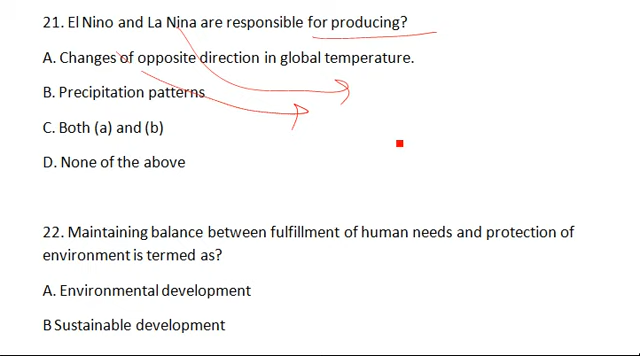 21. El Nino and La Nina are responsible for producing?
A. Changes of opposite direction in global temperature.
B. Precipitation patterns
C. Both (a) and (b)
D. None of the above
22. Maintaining balance between fulfillment of human needs and protection of
environment is termed as?
A. Environmental development
B Sustainable development